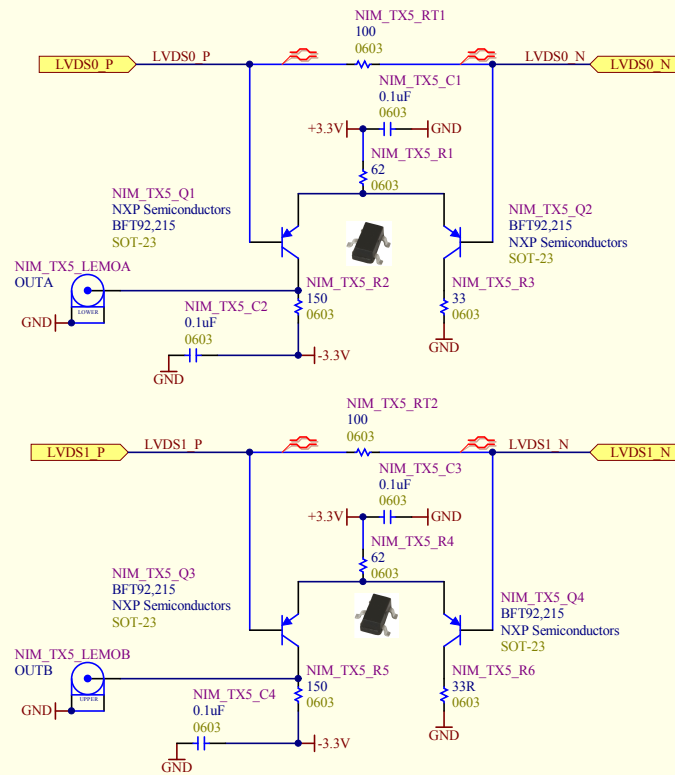 NIM_TX5_RT1
100
0603
LVDS0_P
LVDS0_P
LVDS0_N
LVDS0_N
NIM_TX5_C1
0.1uF
0603
+3.3V
GND
NIM_TX5_R1
62
0603
NIM_TX5_Q1
NXP Semiconductors
BFT92,215
SOT-23
NIM_TX5_Q2
BFT92,215
NXP Semiconductors
SOT-23
NIM_TX5_LEMOA
OUTA
LOWER
GND
NIM_TX5_R2
150
0603
NIM_TX5_R3
33
0603
NIM_TX5_C2
0.1uF
0603
-3.3V
GND
GND
NIM_TX5_RT2
100
0603
LVDS1_P
LVDS1_P
LVDS1_N
LVDS1_N
NIM_TX5_C3
0.1uF
0603
+3.3V
GND
NIM_TX5_R4
62
0603
NIM_TX5_Q3
BFT92,215
NXP Semiconductors
SOT-23
NIM_TX5_Q4
BFT92,215
NXP Semiconductors
SOT-23
NIM_TX5_LEMOB
OUTB
UPPER
GND
NIM_TX5_R5
150
0603
NIM_TX5_R6
33R
0603
NIM_TX5_C4
0.1uF
0603
-3.3V
GND
GND